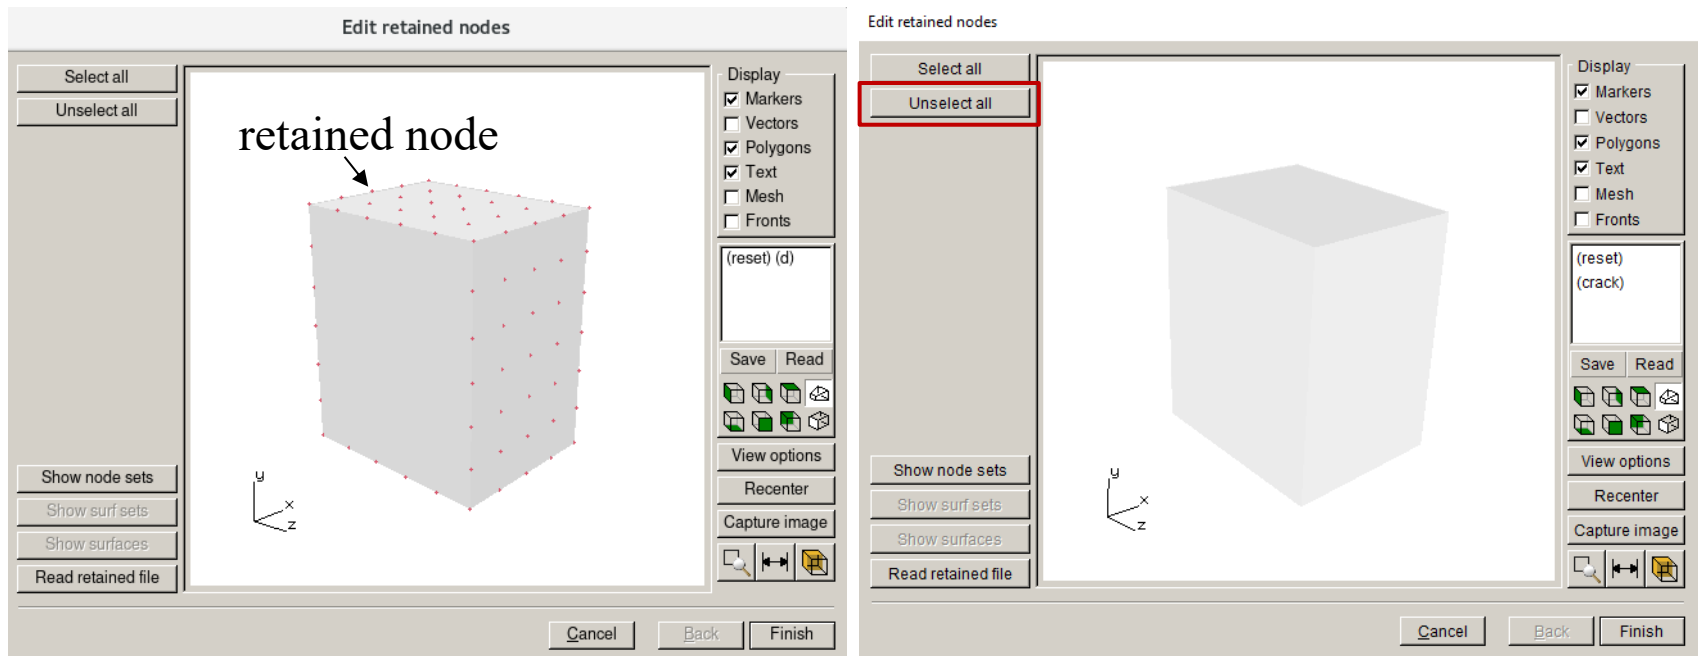 Edit retained nodes
Select all
Unselect all
retained node
Display
Markers
Vectors
Polygons
Text
Mesh
Fronts
(reset) (d)
Save Read
View options
Recenter
Capture image
Show node sets
Show surf sets
Show surfaces
Read retained file
y
x
z
Cancel Back Finish
Edit retained nodes
Select all
Unselect all
Display
Markers
Vectors
Polygons
Text
Mesh
Fronts
(reset)
(crack)
Save Read
View options
Recenter
Capture image
Show node sets
Show surf sets
Show surfaces
Read retained file
y
x
z
Cancel Back Finish